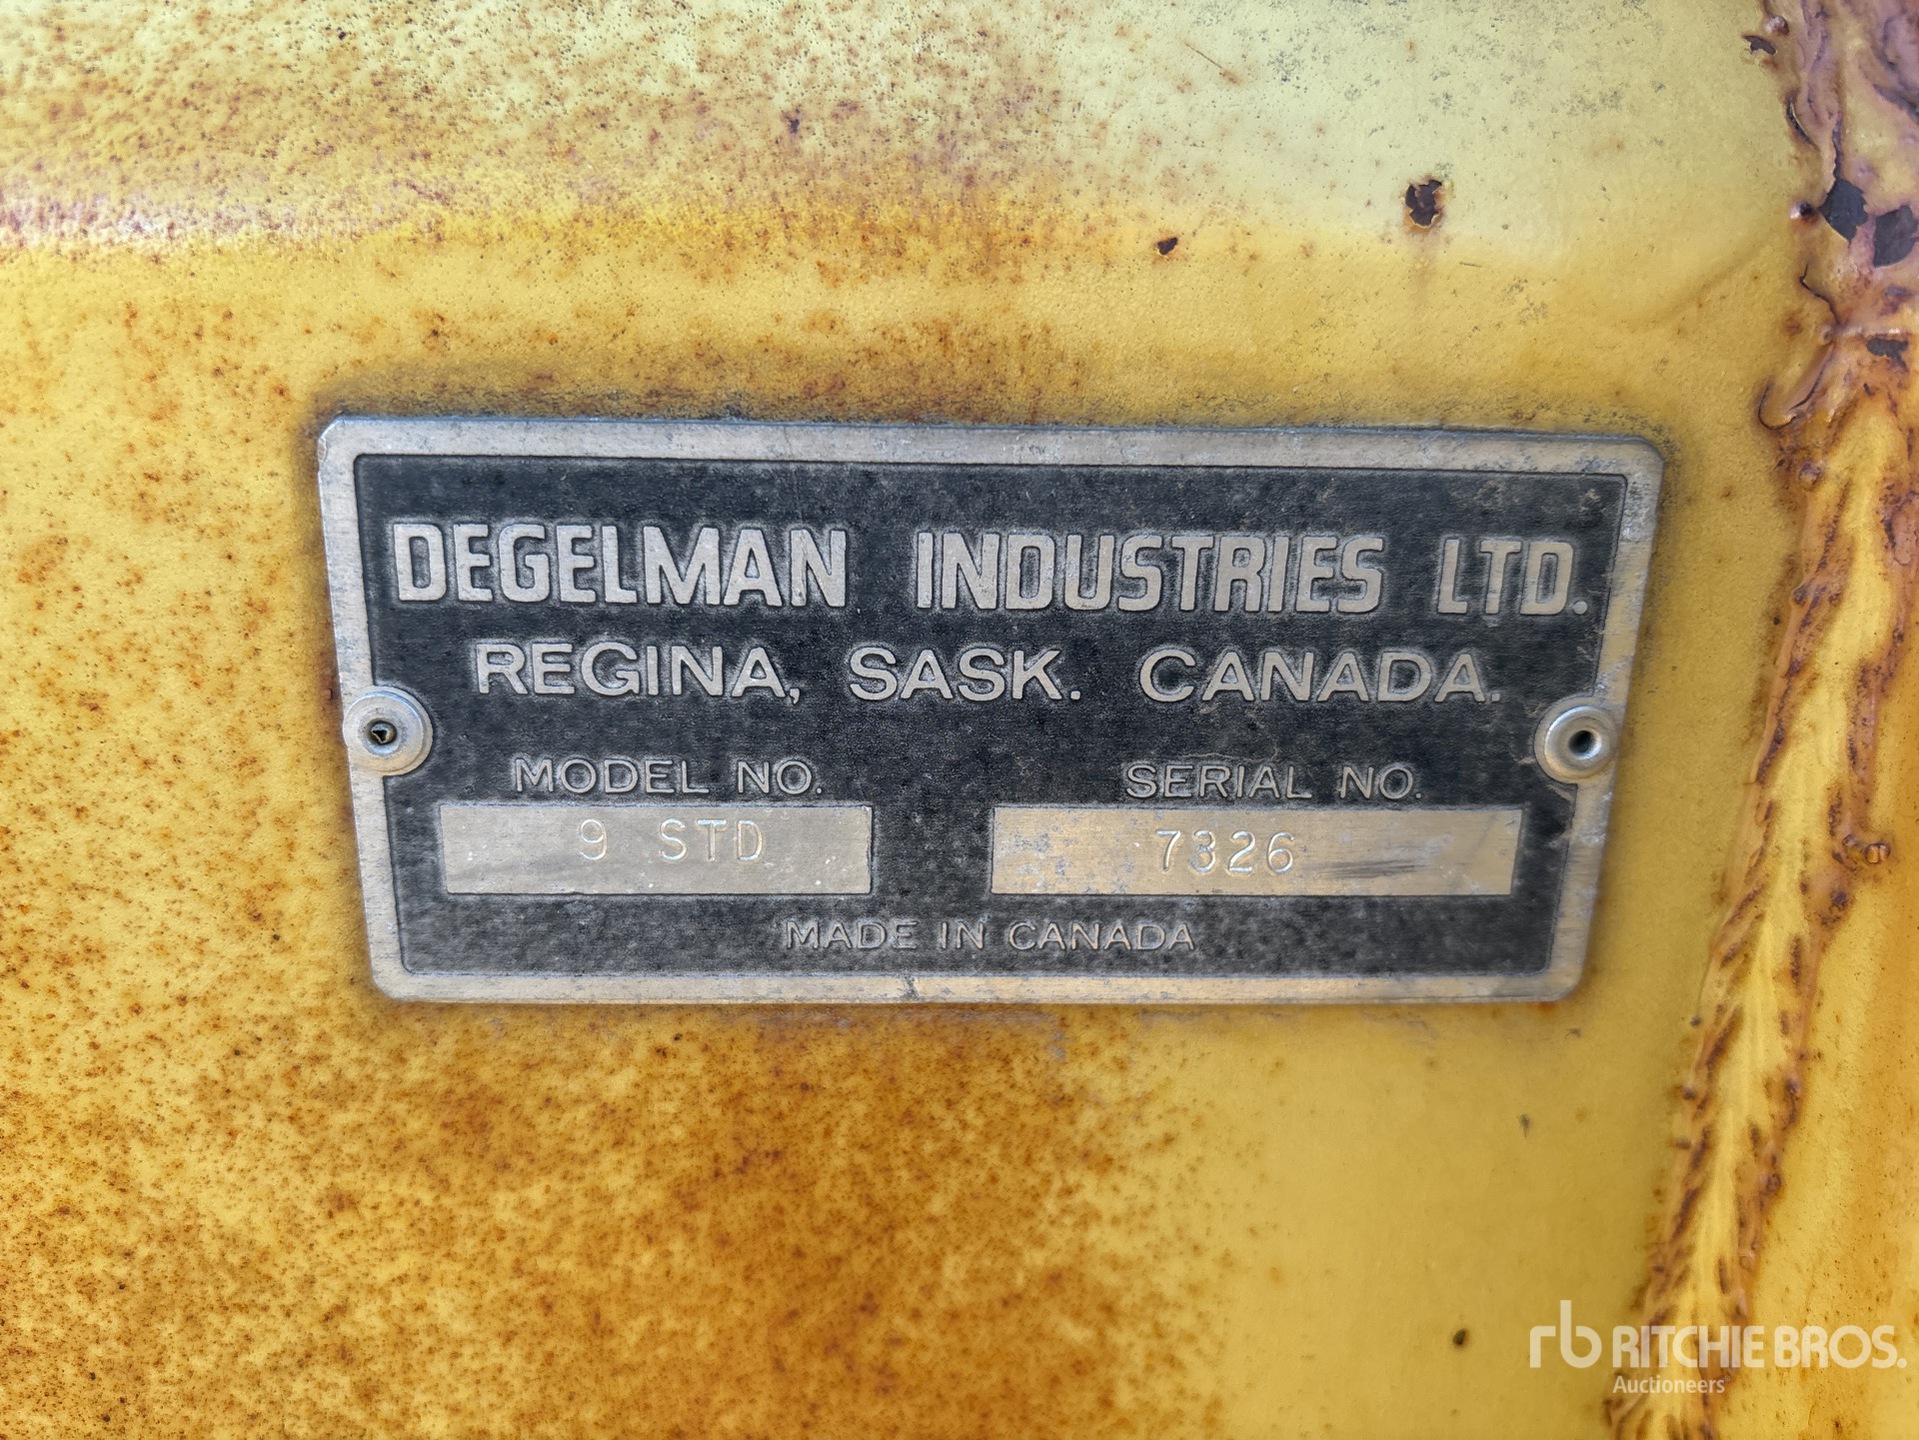 DEGELMAN INDUSTRIES LTD.
REGINA, SASK. CANADA.
MODEL NO. SERIAL NO.
9 STD 7326
MADE IN CANADA
rb RITCHIE BROS.
Auctioneers